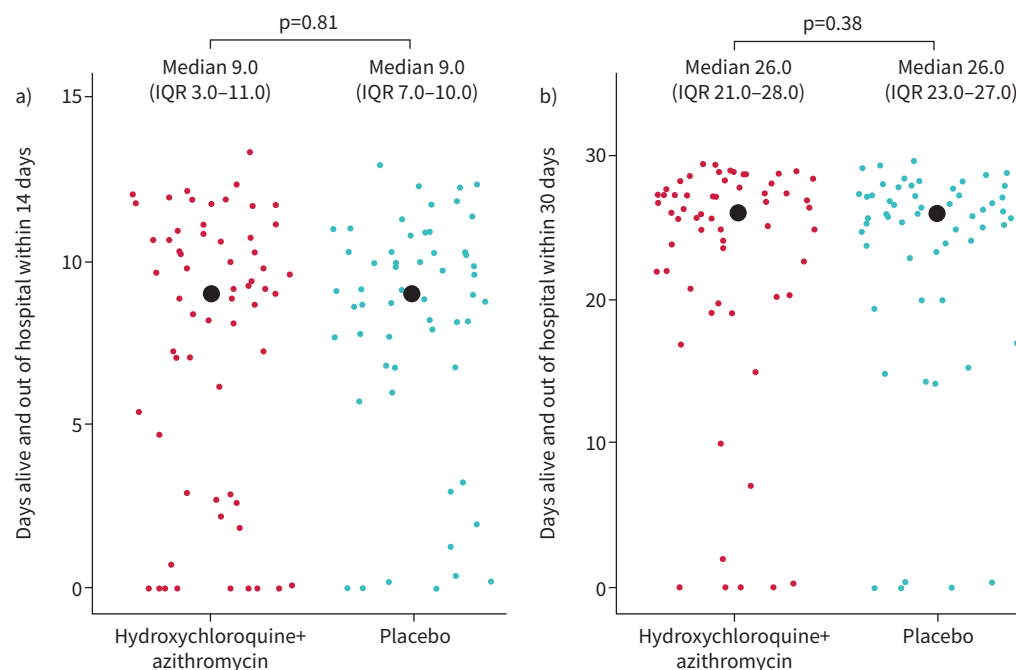 p=0.81
a)
Median 9.0
(IQR 3.0–11.0)
Median 9.0
(IQR 7.0–10.0)
Days alive and out of hospital within 14 days
15
10
5
0
Hydroxychloroquine+
azithromycin
Placebo
p=0.38
b)
Median 26.0
(IQR 21.0–28.0)
Median 26.0
(IQR 23.0–27.0)
Days alive and out of hospital within 30 days
30
20
10
0
Hydroxychloroquine+
azithromycin
Placebo